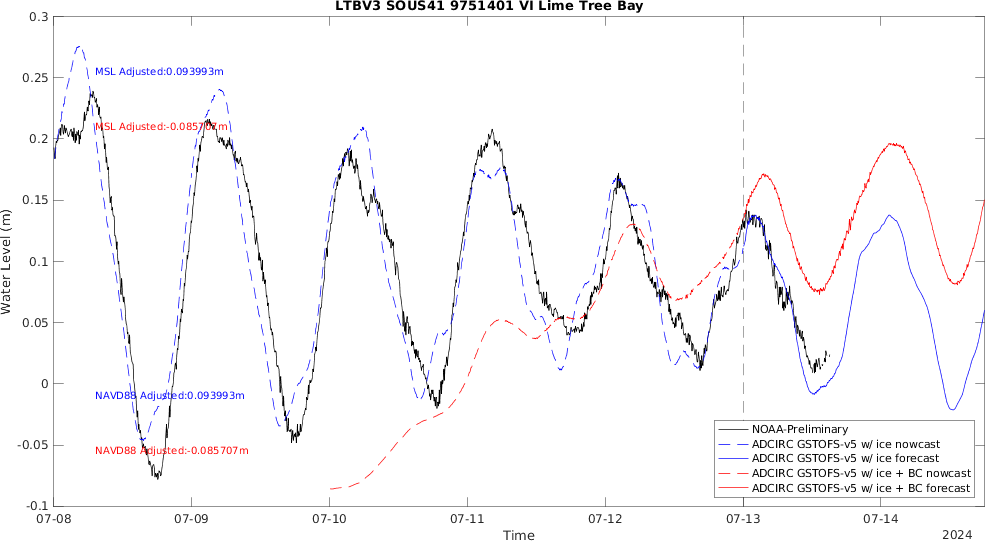 LTBV3 SOUS41 9751401 VI Lime Tree Bay
0.3
0.25
0.2
0.15
0.1
0.05
0
-0.05
-0.1
Water Level (m)
MSL Adjusted:0.093993m
MSL Adjusted:-0.085707m
NAVD88 Adjusted:0.093993m
NAVD88 Adjusted:-0.085707m
NOAA-Preliminary
ADCIRC GSTOFS-v5 w/ ice nowcast
ADCIRC GSTOFS-v5 w/ ice forecast
ADCIRC GSTOFS-v5 w/ ice + BC nowcast
ADCIRC GSTOFS-v5 w/ ice + BC forecast
07-08 07-09 07-10 07-11 07-12 07-13 07-14
Time
2024